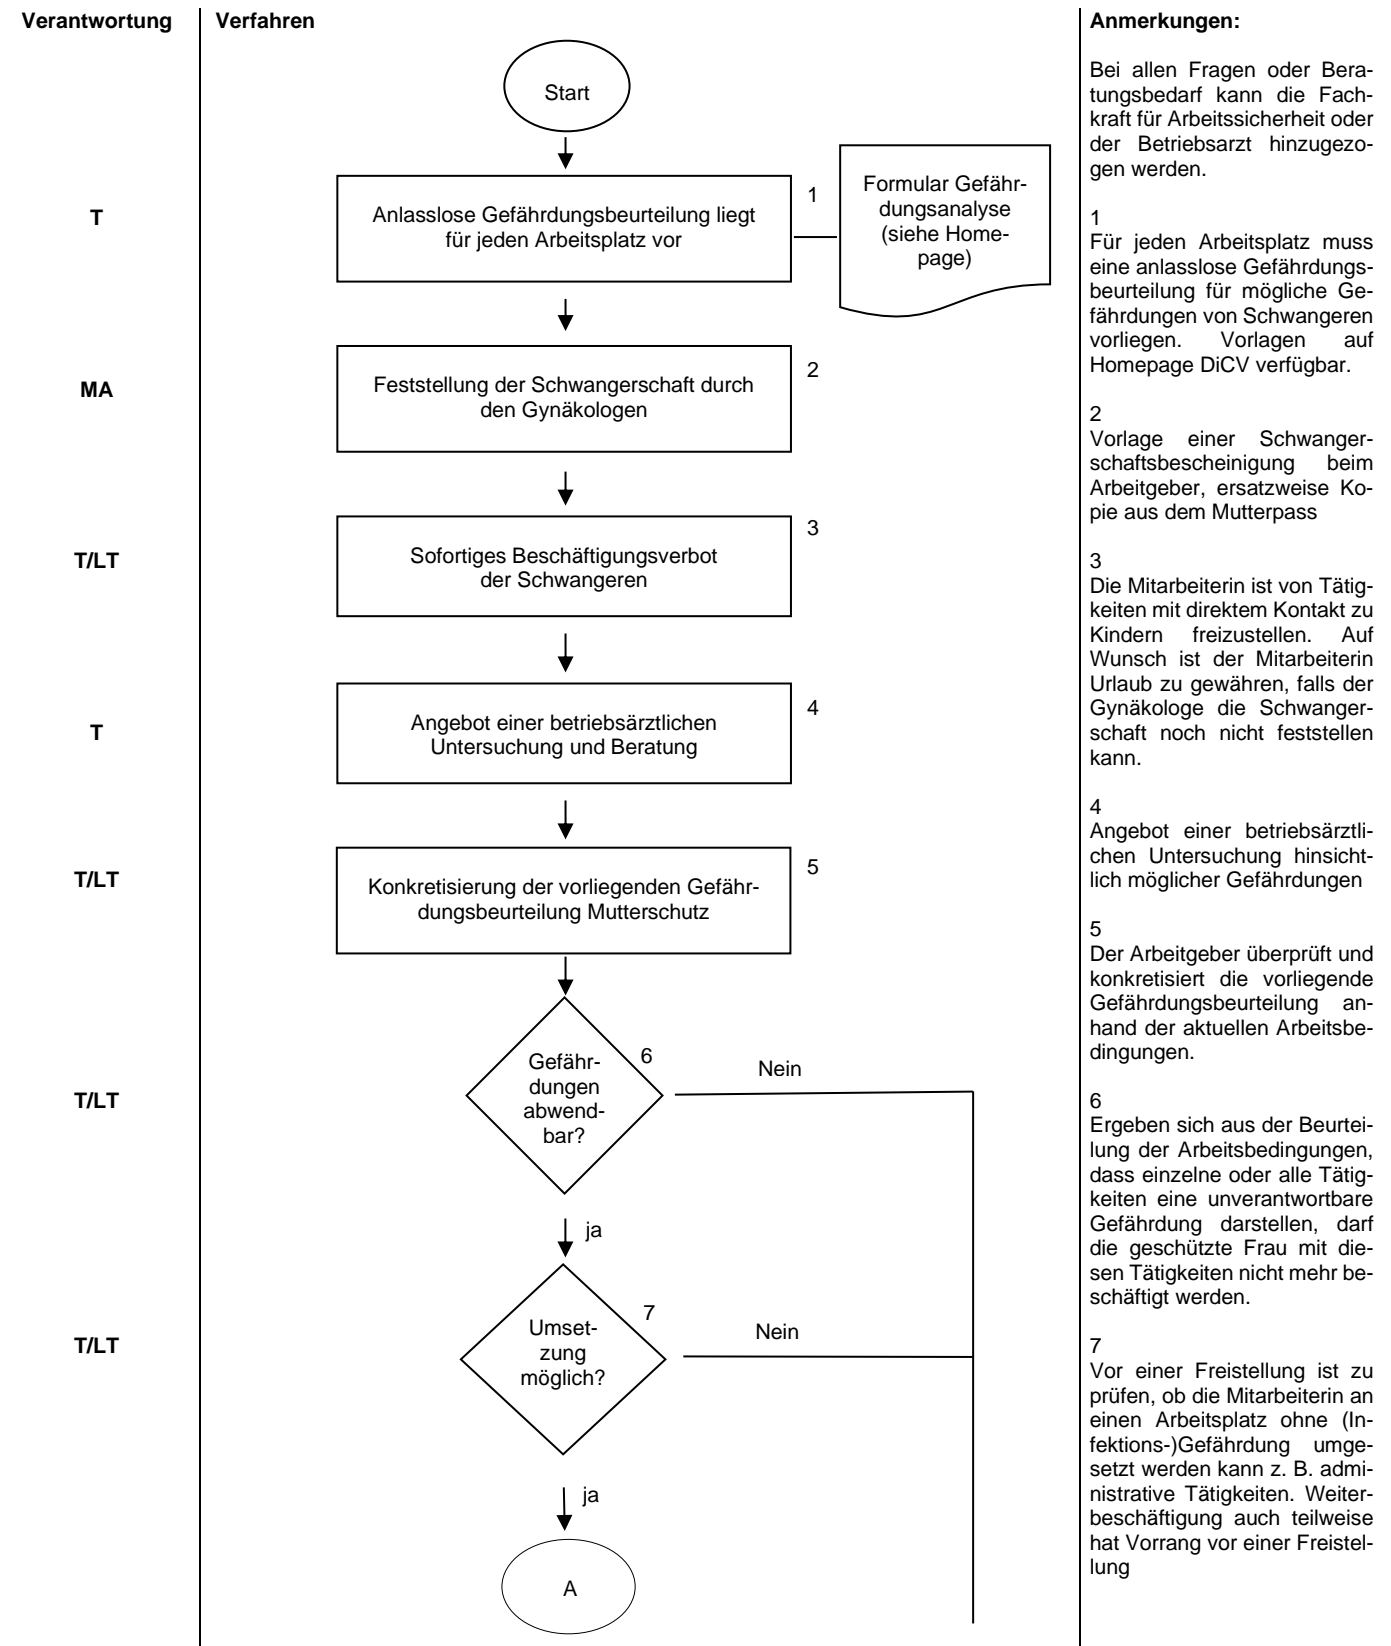 Verantwortung
Verfahren
Anmerkungen:
Start
T
Anlasslose Gefährdungsbeurteilung liegt
für jeden Arbeitsplatz vor
1
Formular Gefähr-
dungsanalyse
(siehe Home-
page)
MA
Feststellung der Schwangerschaft durch
den Gynäkologen
2
T/LT
Sofortiges Beschäftigungsverbot
der Schwangeren
3
T
Angebot einer betriebsärztlichen
Untersuchung und Beratung
4
T/LT
Konkretisierung der vorliegenden Gefähr-
dungsbeurteilung Mutterschutz
5
T/LT
Gefähr-
dungen
abwend-
bar?
6
Nein
ja
T/LT
Umset-
zung
möglich?
7
Nein
ja
A
Bei allen Fragen oder Bera-
tungsbedarf kann die Fach-
kraft für Arbeitssicherheit oder
der Betriebsarzt hinzugezo-
gen werden.
1
Für jeden Arbeitsplatz muss
eine anlasslose Gefährdungs-
beurteilung für mögliche Ge-
fährdungen von Schwangeren
vorliegen. Vorlagen auf
Homepage DiCV verfügbar.
2
Vorlage einer Schwanger-
schaftsbescheinigung beim
Arbeitgeber, ersatzweise Ko-
pie aus dem Mutterpass
3
Die Mitarbeiterin ist von Tätig-
keiten mit direktem Kontakt zu
Kindern freizustellen. Auf
Wunsch ist der Mitarbeiterin
Urlaub zu gewähren, falls der
Gynäkologe die Schwanger-
schaft noch nicht feststellen
kann.
4
Angebot einer betriebsärztli-
chen Untersuchung hinsicht-
lich möglicher Gefährdungen
5
Der Arbeitgeber überprüft und
konkretisiert die vorliegende
Gefährdungsbeurteilung an-
hand der aktuellen Arbeitsbe-
dingungen.
6
Ergeben sich aus der Beurtei-
lung der Arbeitsbedingungen,
dass einzelne oder alle Tätig-
keiten eine unverantwortbare
Gefährdung darstellen, darf
die geschützte Frau mit die-
sen Tätigkeiten nicht mehr be-
schäftigt werden.
7
Vor einer Freistellung ist zu
prüfen, ob die Mitarbeiterin an
einen Arbeitsplatz ohne (In-
fektions-)Gefährdung umge-
setzt werden kann z. B. admi-
nistrative Tätigkeiten. Weiter-
beschäftigung auch teilweise
hat Vorrang vor einer Freistel-
lung